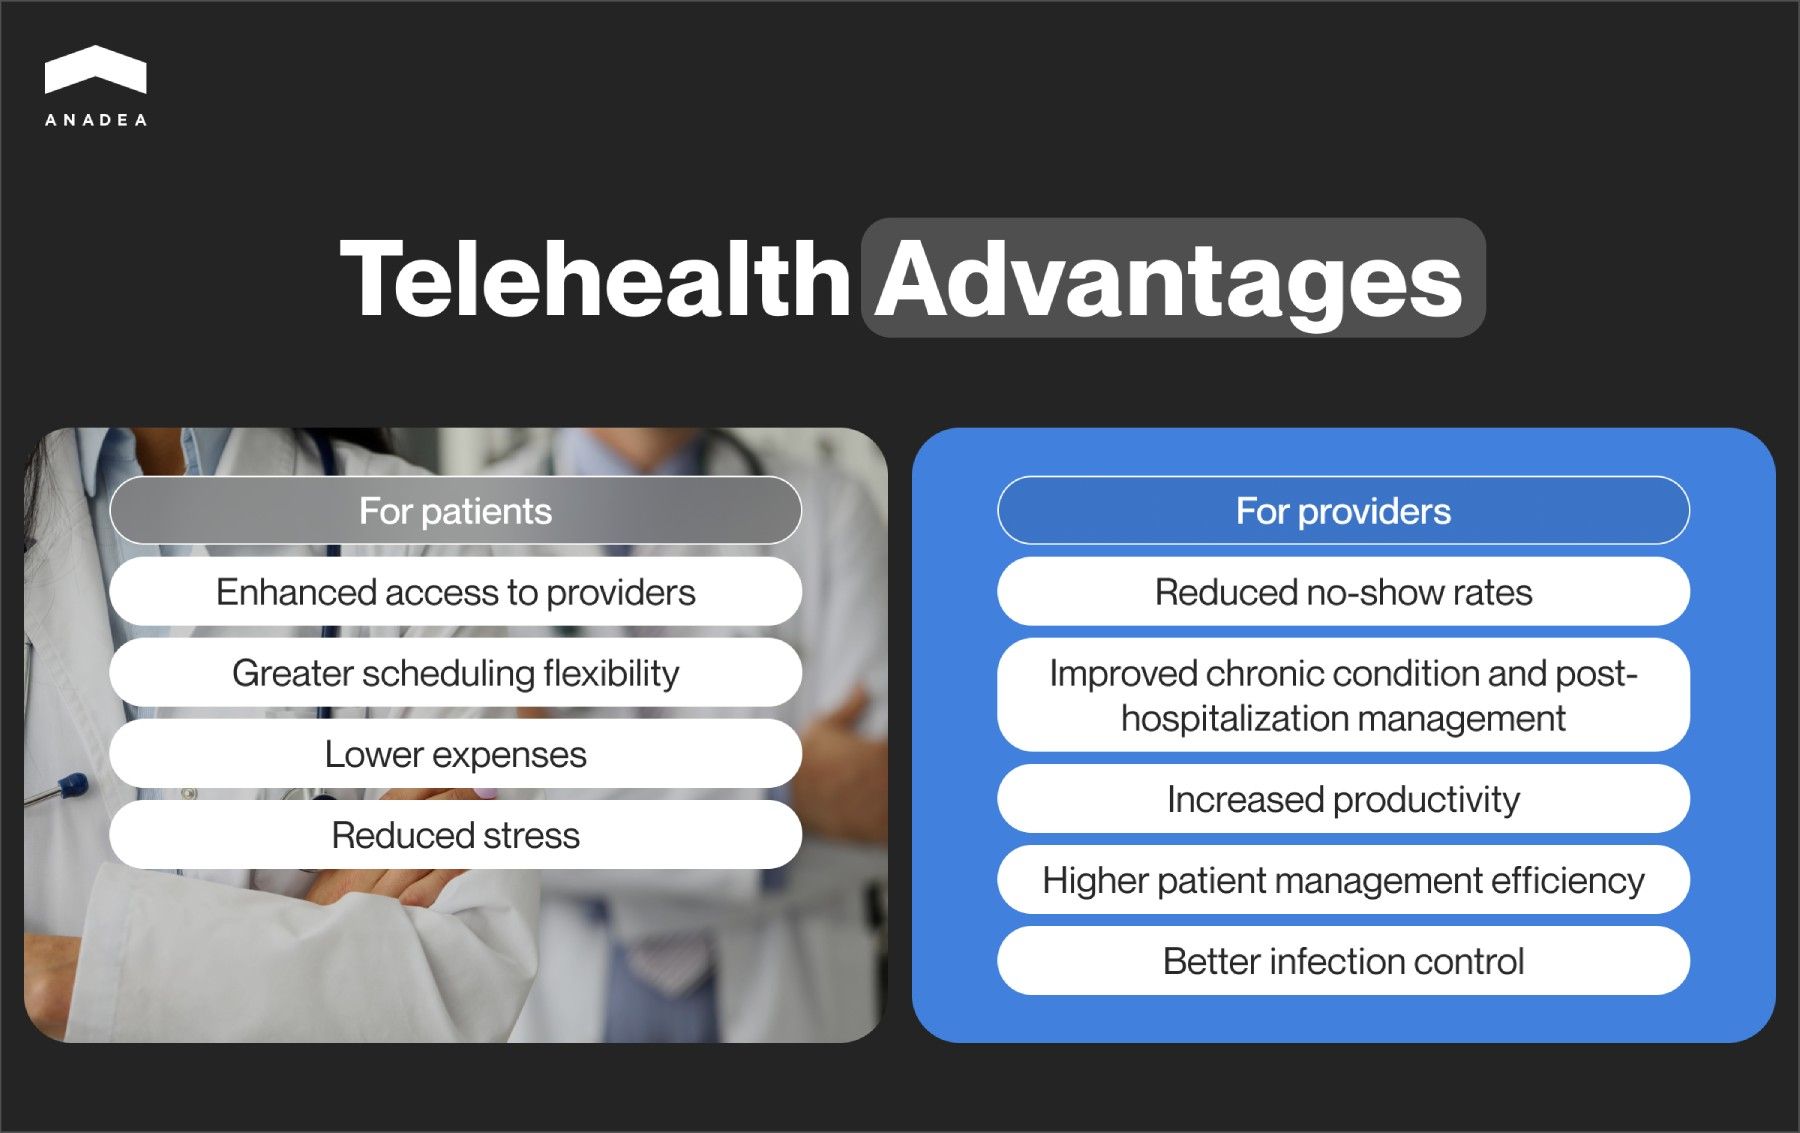 ANADEA
Telehealth Advantages
For patients
Enhanced access to providers
Greater scheduling flexibility
Lower expenses
Reduced stress
For providers
Reduced no-show rates
Improved chronic condition and post-
hospitalization management
Increased productivity
Higher patient management efficiency
Better infection control